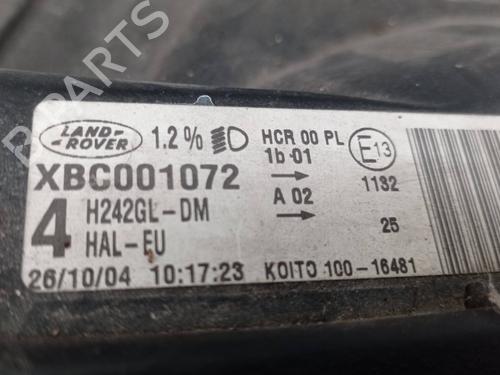 B PARTS
LAND-
-ROVER
1.2%
HCR 00 PL
1b 01
E13
XBC001072
A 02
1132
4
H242GL-DM
HAL-EU
25
26/10/04 10:17:23 KOITO 100-16481